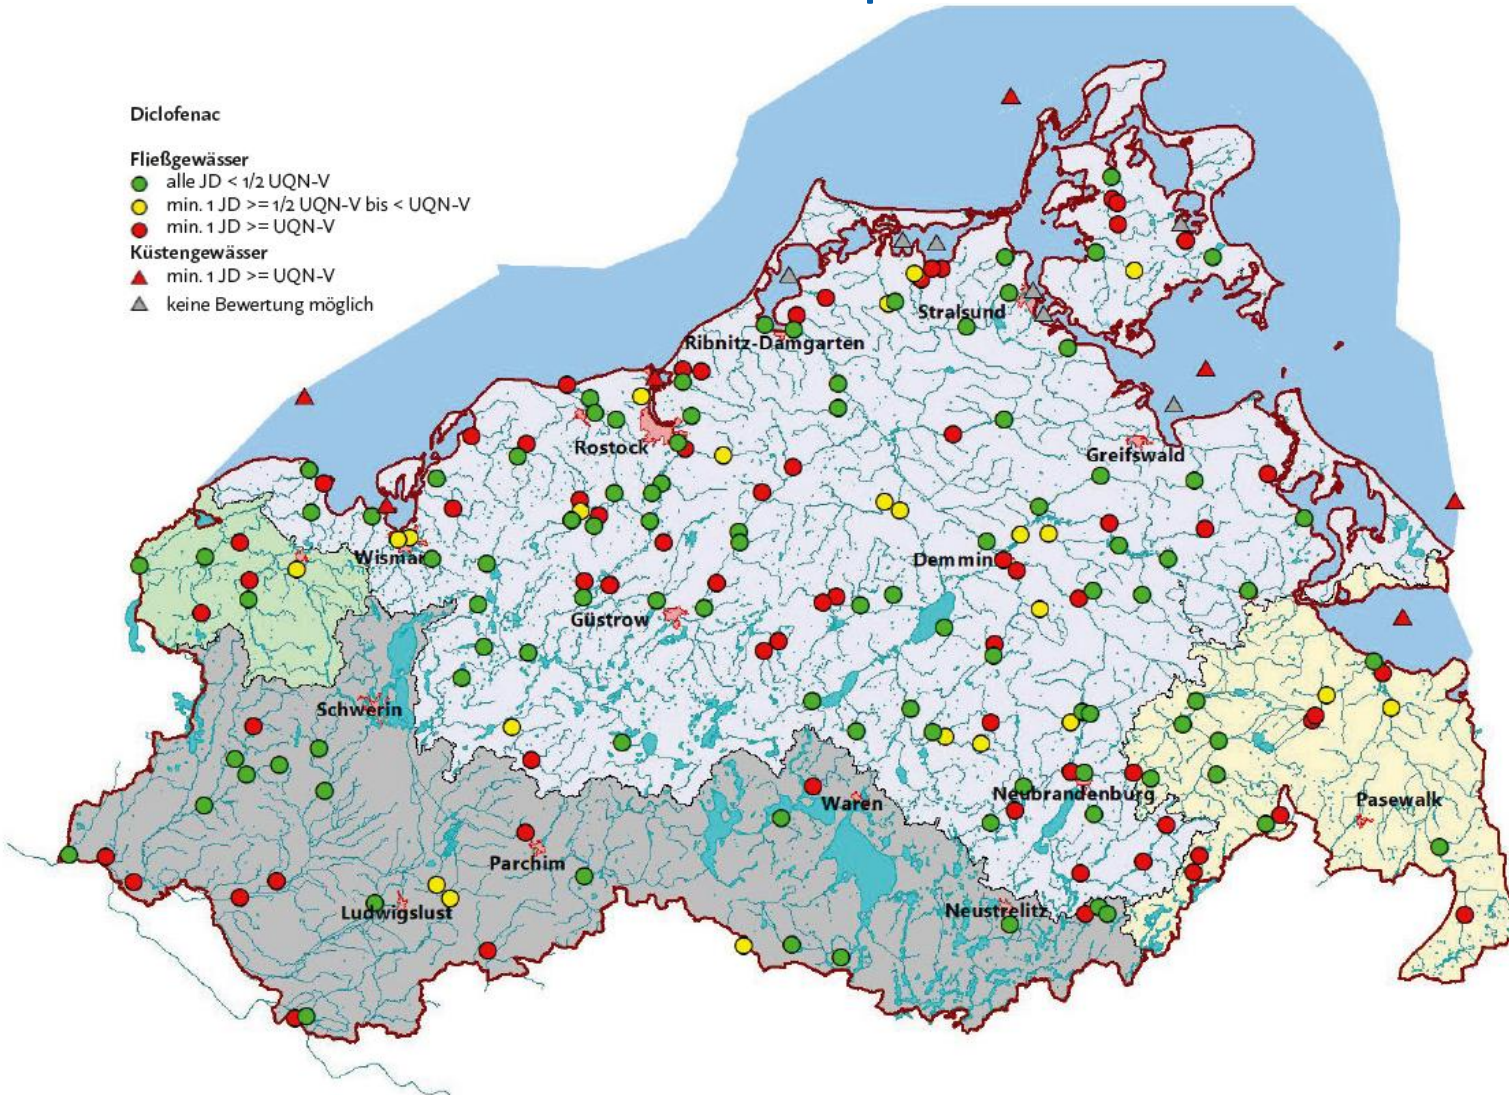 Diclofenac
Fließgewässer
alle JD < 1/2 UQN-V
min. 1 JD >= 1/2 UQN-V bis < UQN-V
min. 1 JD >= UQN-V
Küstengewässer
min. 1 JD >= UQN-V
keine Bewertung möglich
Stralsund
Ribnitz-Damgarten
Rostock
Greifswald
Wismar
Demmin
Güstrow
Schwerin
Neubrandenburg
Waren
Pasewalk
Parchim
Ludwigslust
Neustrelitz